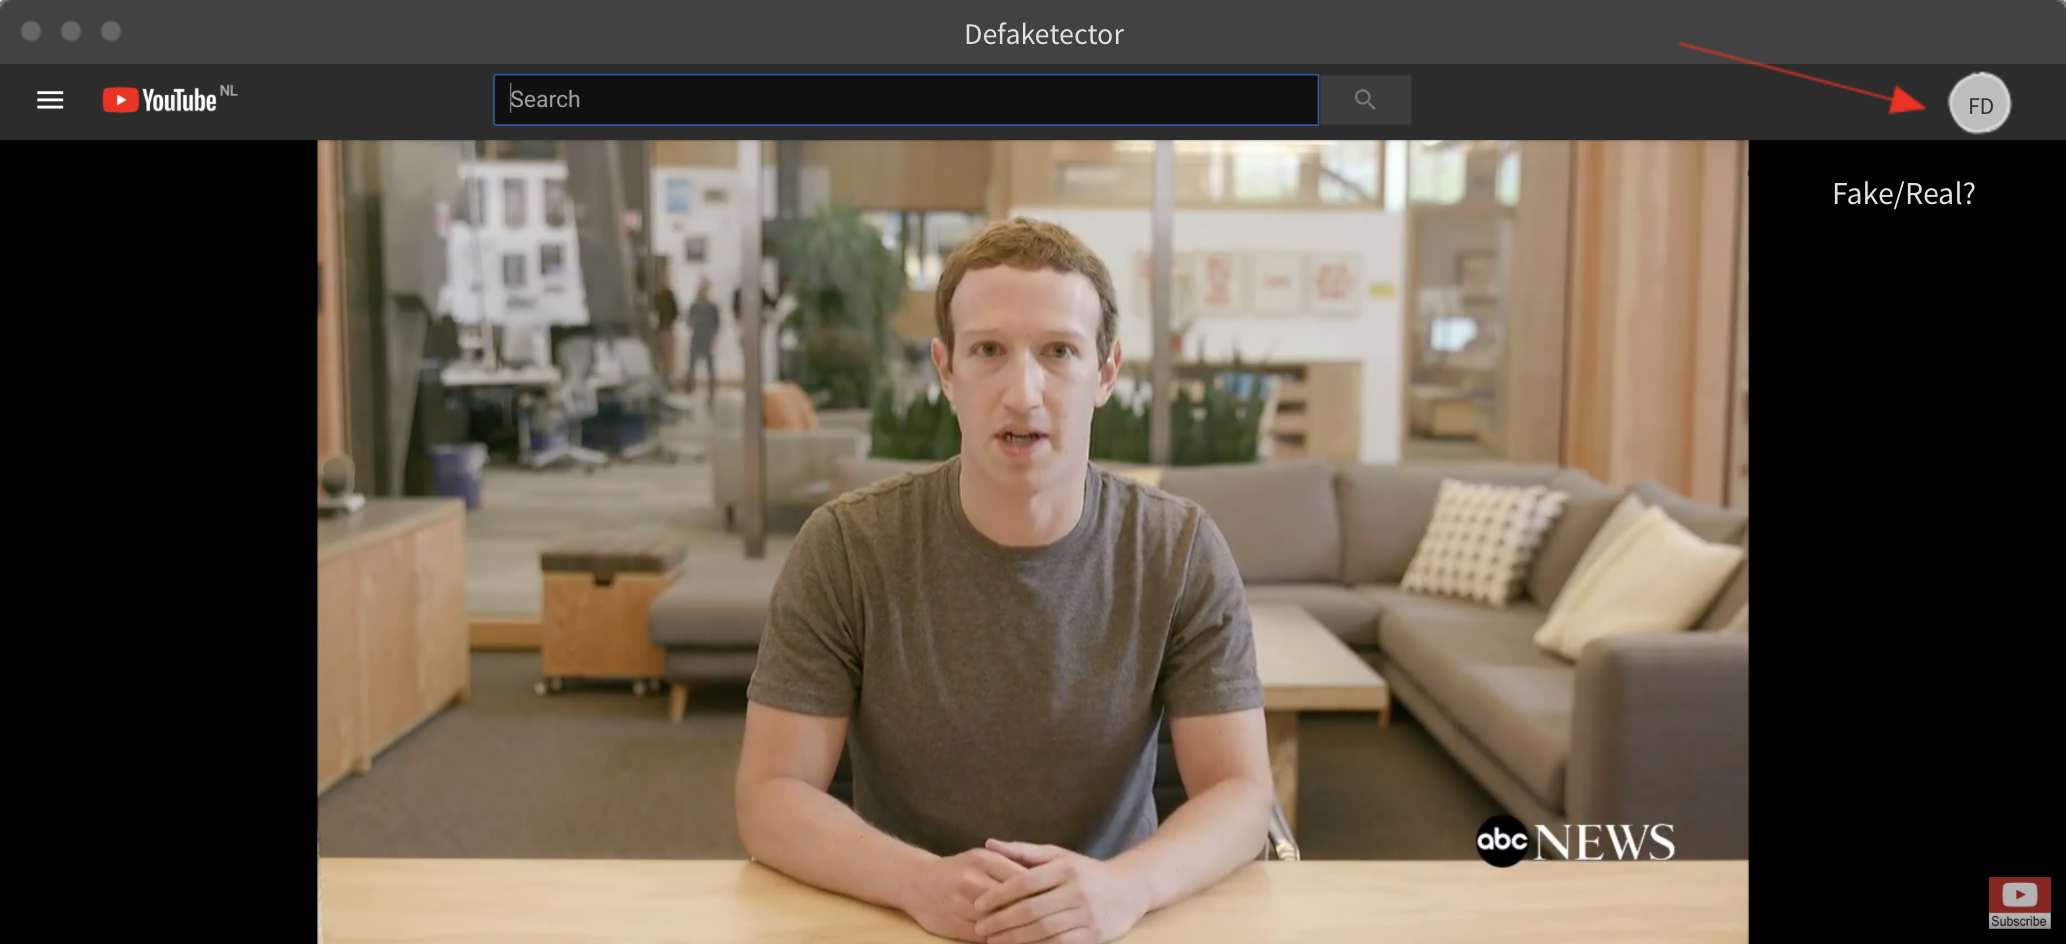 Defaketector
YouTube NL
Search
FD
Fake/Real?
abc NEWS
Subscribe